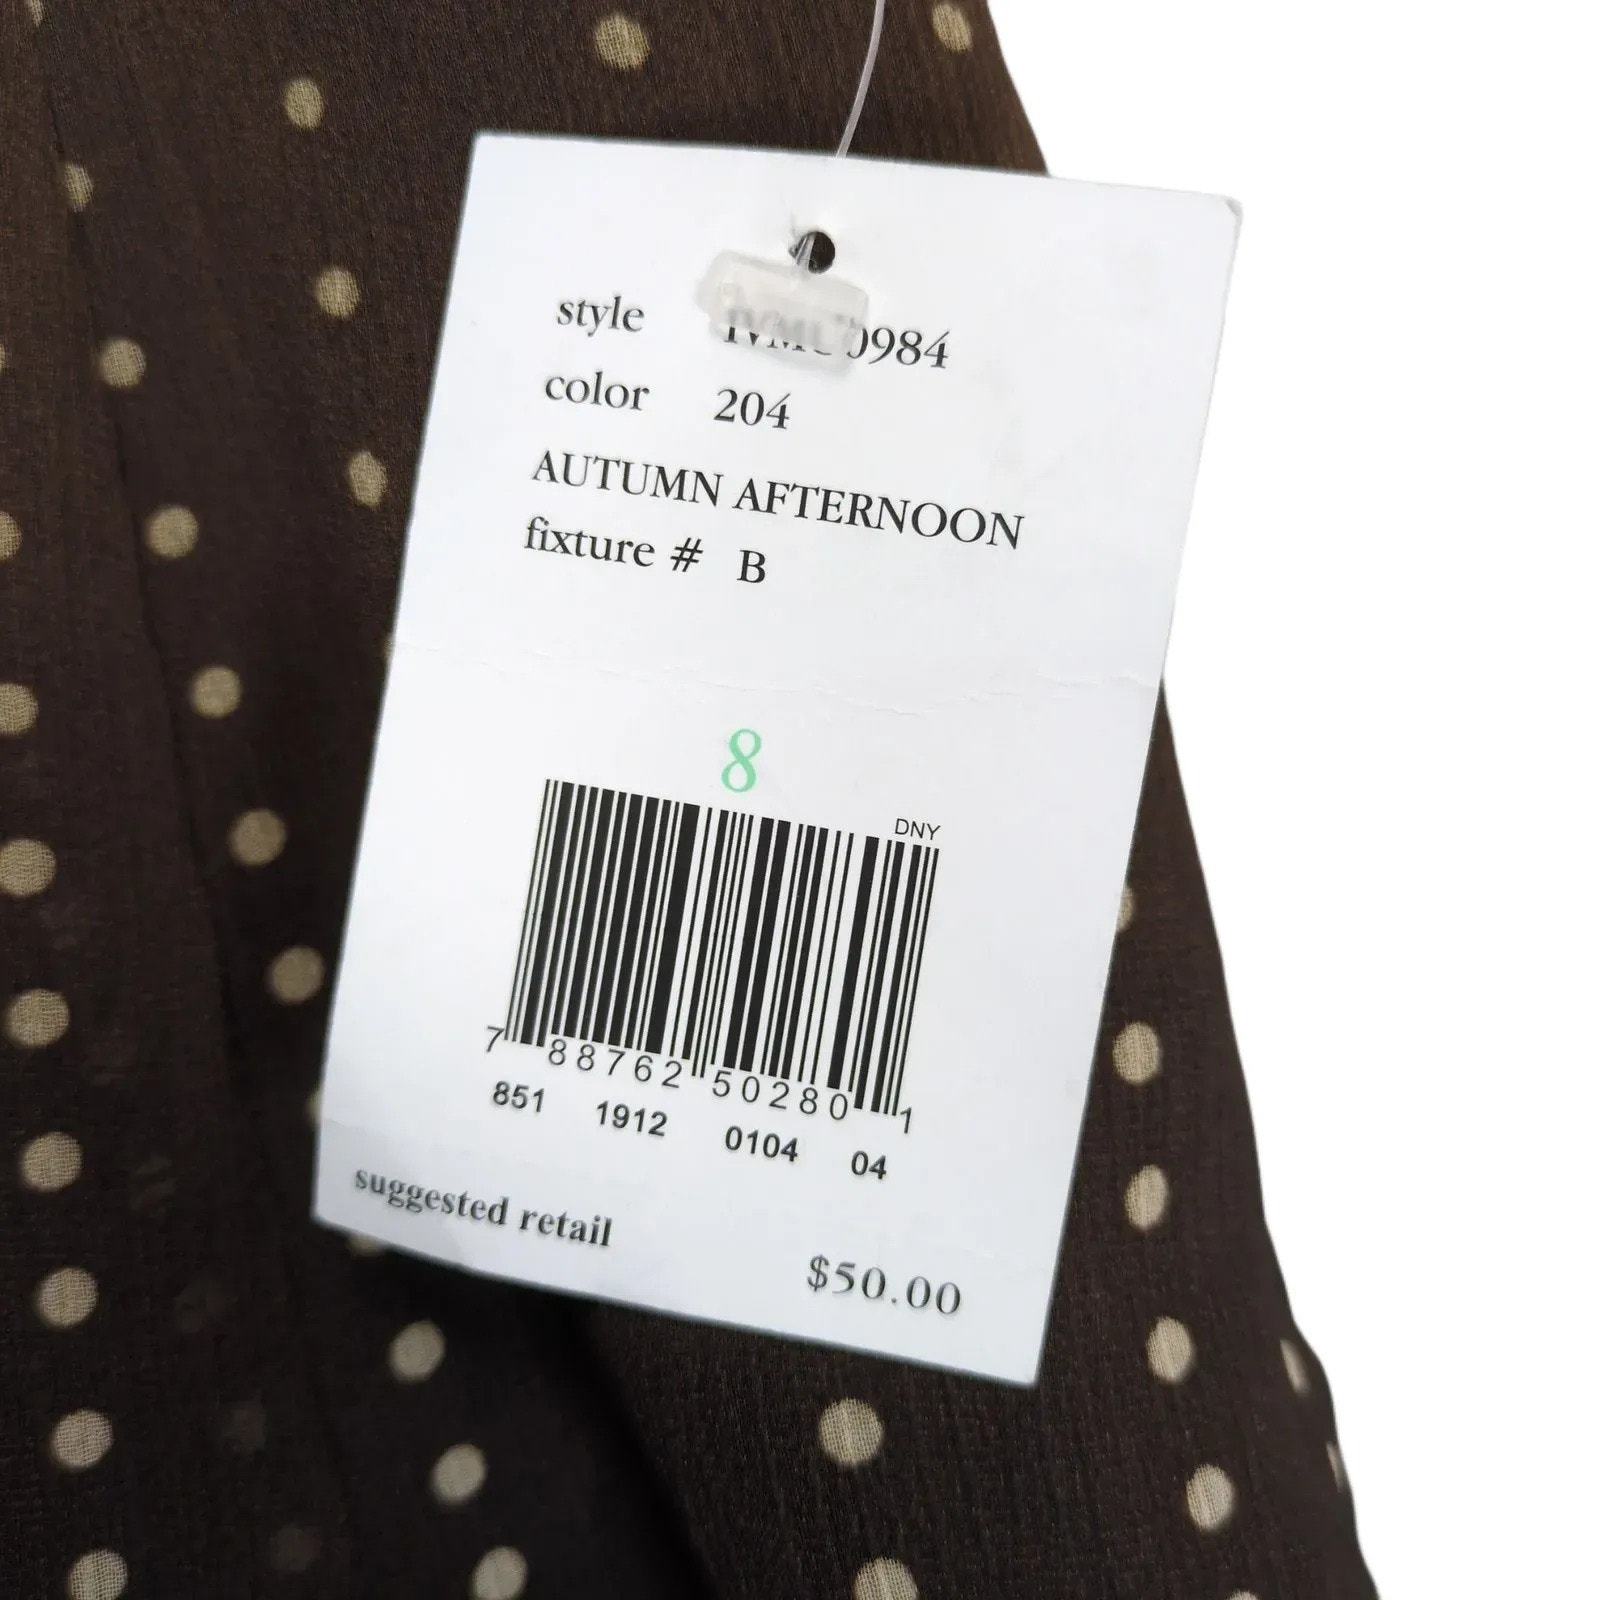 style 0984
color 204
AUTUMN AFTERNOON
fixture # B
8
DNY
7 88762 50280 1
851 1912 0104 04
suggested retail
$50.00